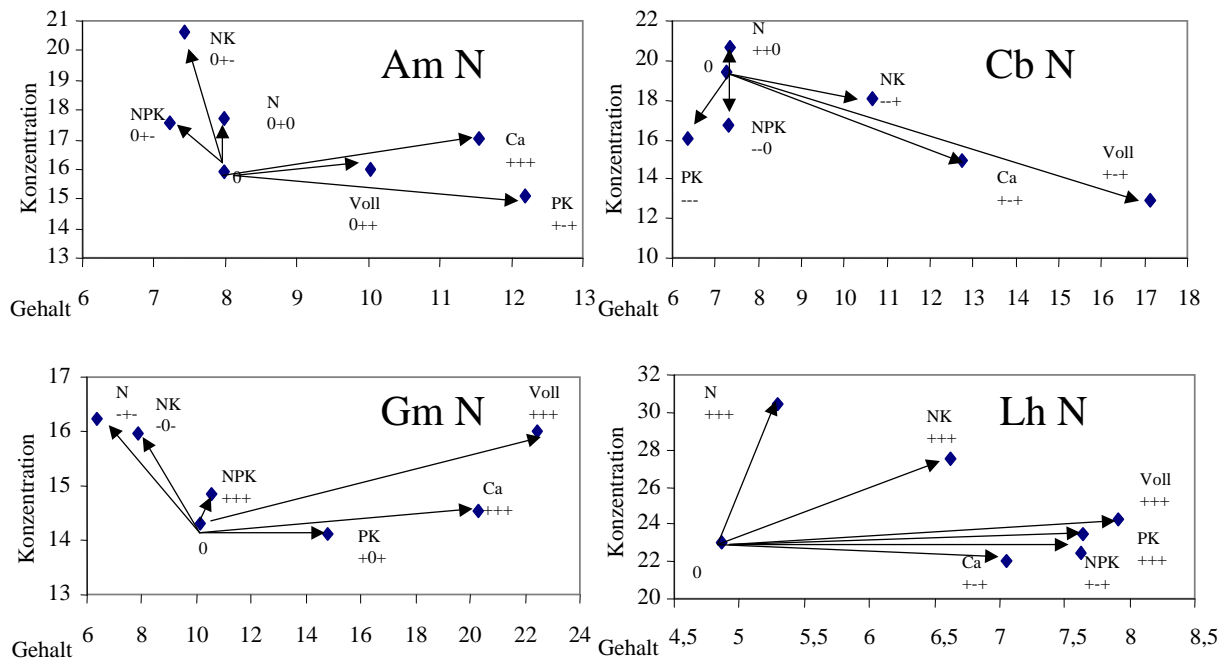 Am N
Konzentration
21
20
19
18
17
16
15
14
13
6 7 8 9 10 11 12 13
Gehalt
NK
0+-
NPK
0+-
N
0+0
0
Ca
+++
Voll
0++
PK
+-+
Cb N
Konzentration
22
20
18
16
14
12
10
6 7 8 9 10 11 12 13 14 15 16 17 18
Gehalt
N
++0
0
NK
--+
NPK
--0
PK
---
Ca
+-+
Voll
+-+
Gm N
Konzentration
17
16
15
14
13
6 8 10 12 14 16 18 20 22 24
Gehalt
N
-+-
NK
-0-
NPK
+++
0
Voll
+++
Ca
+++
PK
+0+
Lh N
Konzentration
32
30
28
26
24
22
20
4,5 5 5,5 6 6,5 7 7,5 8 8,5
Gehalt
N
+++
NK
+++
Voll
+++
PK
+++
0
Ca
+-+
NPK
+-+